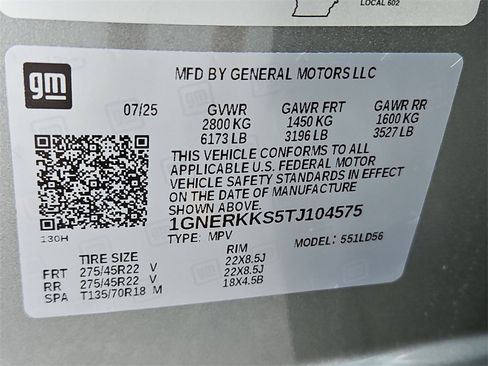 LOCAL 602
gm
MFD BY GENERAL MOTORS LLC
07/25 GVWR GAWR FRT GAWR RR
2800 KG 1450 KG 1600 KG
6173 LB 3196 LB 3527 LB
THIS VEHICLE CONFORMS TO ALL
APPLICABLE U.S. FEDERAL MOTOR
VEHICLE SAFETY STANDARDS IN EFFECT
ON THE DATE OF MANUFACTURE
SHOWN ABOVE.
1GNERKKS5TJ104575
130H
TYPE: MPV MODEL: 551LD56
TIRE SIZE RIM
FRT 275/45R22 V 22X8.5J
RR 275/45R22 V 22X8.5J
SPA T135/70R18 M 18X4.5B